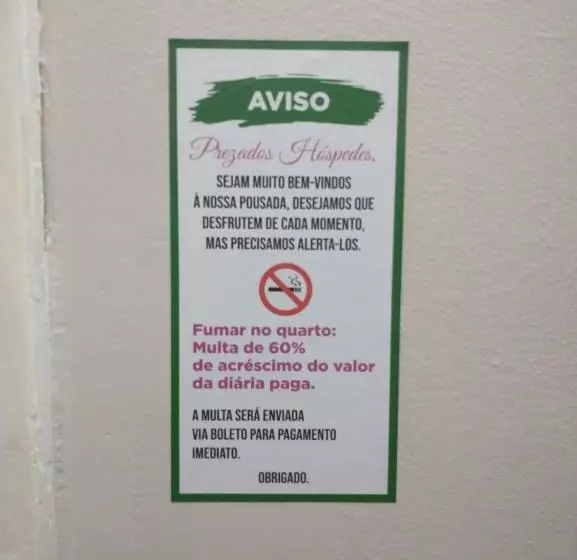 AVISO
Prezados Hóspedes,
SEJAM MUITO BEM-VINDOS
À NOSSA POUSADA, DESEJAMOS QUE
DESFRUTEM DE CADA MOMENTO,
MAS PRECISAMOS ALERTA-LOS.
Fumar no quarto:
Multa de 60%
de acréscimo do valor
da diária paga.
A MULTA SERÁ ENVIADA
VIA BOLETO PARA PAGAMENTO
IMEDIATO.
OBRIGADO.